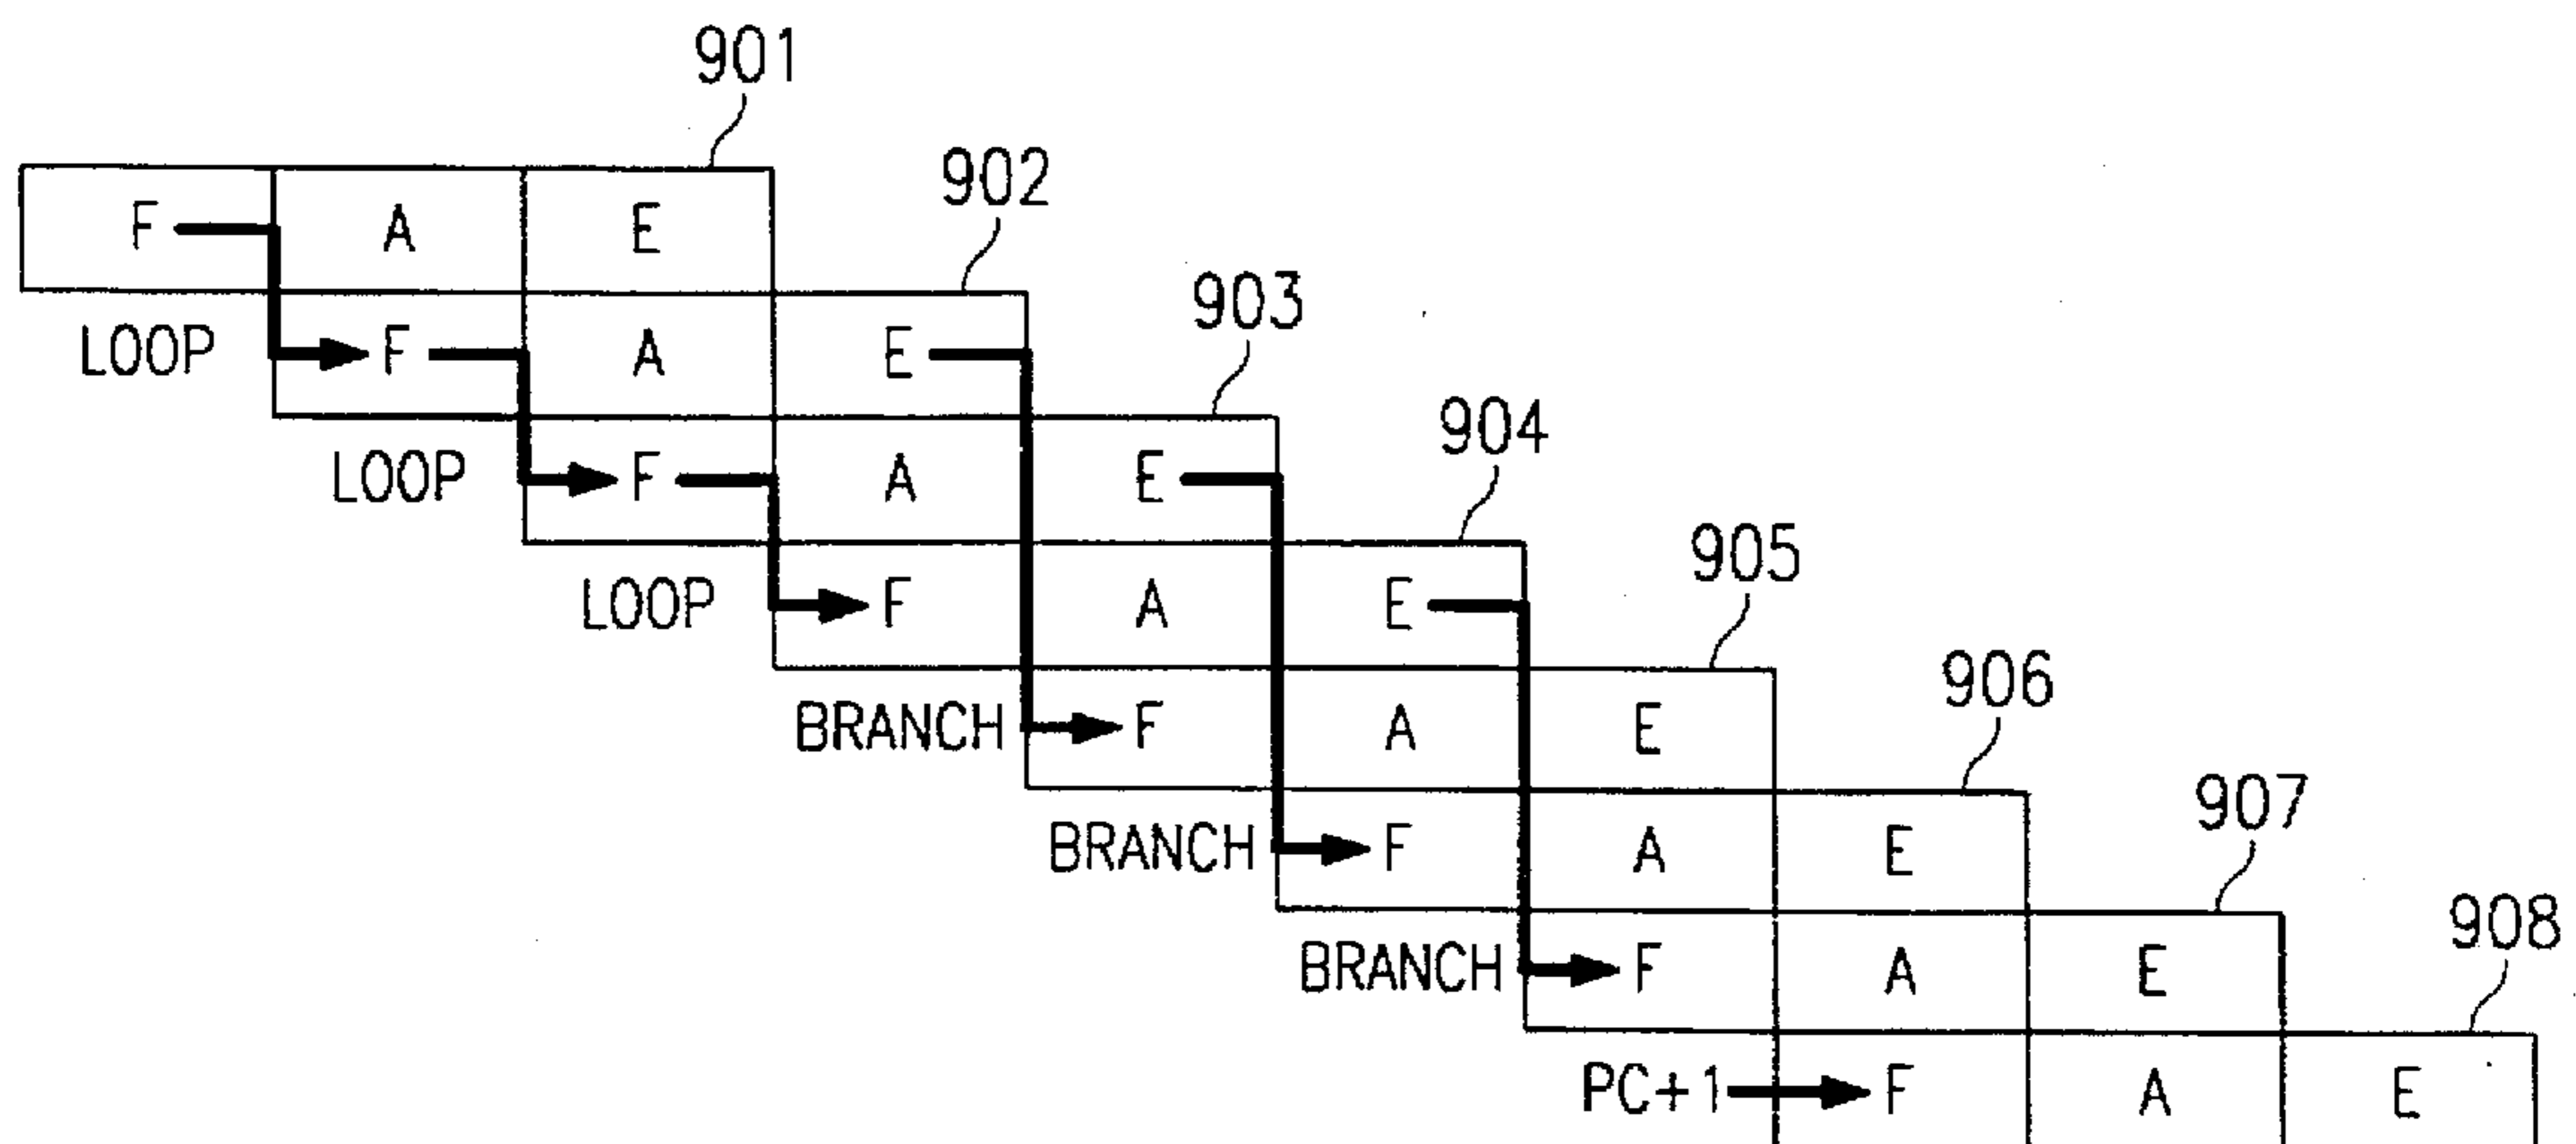 901
902
F A E
903
LOOP F A E
904
LOOP F A E
905
LOOP F A E
906
BRANCH F A E
907
BRANCH F A E
908
BRANCH F A E
PC+1 F A E